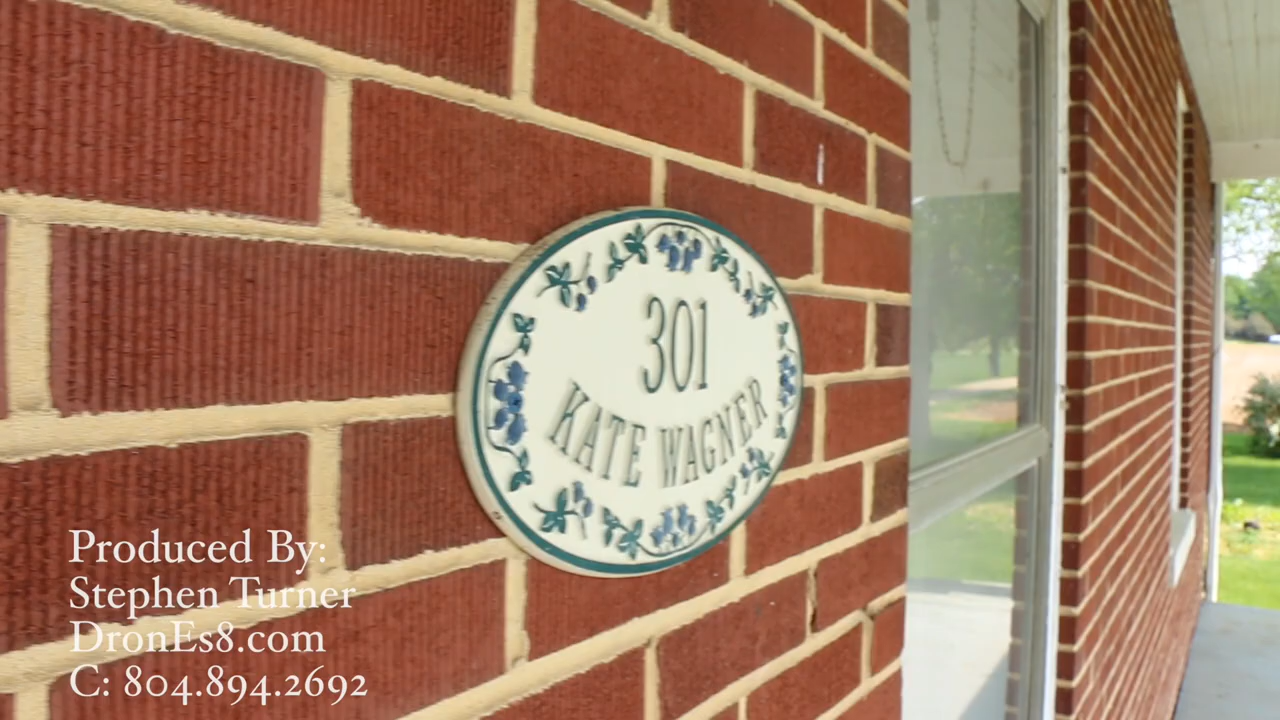 301
KATE WAGNER
Produced By:
Stephen Turner
DronEs8.com
C: 804.894.2692